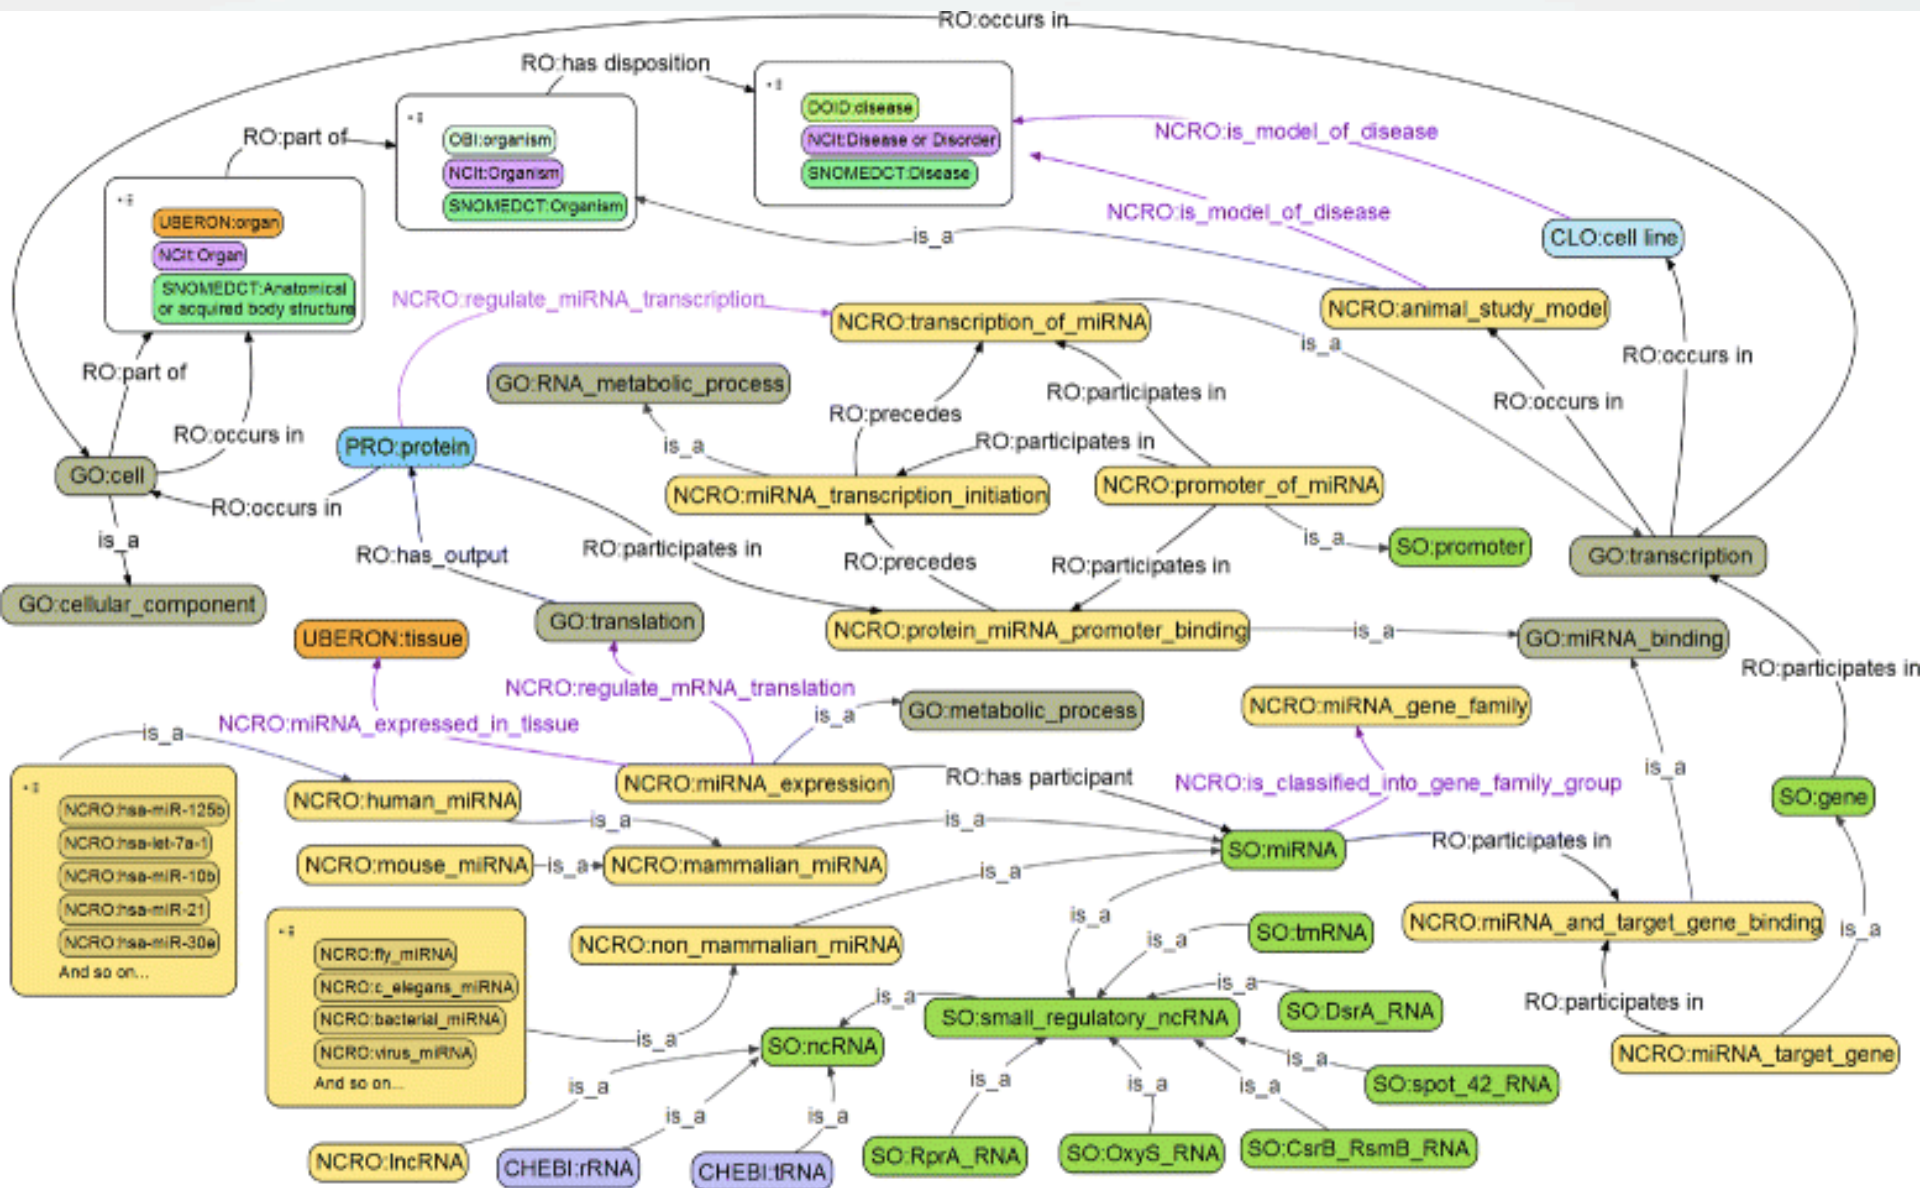 RO:occurs in
RO:has disposition
DOID:disease
NCIt:Disease or Disorder
SNOMEDCT:Disease
NCRO:is_model_of_disease
RO:part of
OBI:organism
NCIt:Organism
SNOMEDCT:Organism
NCRO:is_model_of_disease
is_a
CLO:cell line
UBERON:organ
NCIt:Organ
SNOMEDCT:Anatomical
or acquired body structure
NCRO:regulate_miRNA_transcription
NCRO:transcription_of_miRNA
NCRO:animal_study_model
is_a
RO:occurs in
RO:part of
GO:RNA_metabolic_process
RO:participates in
RO:occurs in
RO:precedes
RO:occurs in
PRO:protein
is_a
RO:participates in
GO:cell
NCRO:miRNA_transcription_initiation
NCRO:promoter_of_miRNA
RO:occurs in
is_a
RO:has_output
RO:participates in
RO:precedes
RO:participates in
is_a
SO:promoter
GO:transcription
GO:cellular_component
UBERON:tissue
GO:translation
NCRO:protein_miRNA_promoter_binding
is_a
GO:miRNA_binding
RO:participates in
NCRO:regulate_mRNA_translation
NCRO:miRNA_expressed_in_tissue
is_a
GO:metabolic_process
NCRO:miRNA_gene_family
is_a
is_a
NCRO:miRNA_expression
RO:has participant
NCRO:is_classified_into_gene_family_group
SO:gene
NCRO:human_miRNA
NCRO:hsa-miR-125b
NCRO:hsa-let-7a-1
NCRO:hsa-miR-10b
NCRO:hsa-miR-21
NCRO:hsa-miR-30e
And so on...
is_a
is_a
SO:miRNA
RO:participates in
NCRO:mouse_miRNA
is_a
NCRO:mammalian_miRNA
is_a
is_a
NCRO:miRNA_and_target_gene_binding
is_a
NCRO:non_mammalian_miRNA
is_a
SO:tmRNA
NCRO:fly_miRNA
NCRO:c_elegans_miRNA
NCRO:bacterial_miRNA
NCRO:virus_miRNA
And so on...
is_a
is_a
is_a
SO:small_regulatory_ncRNA
SO:DsrA_RNA
RO:participates in
SO:ncRNA
NCRO:miRNA_target_gene
is_a
is_a
is_a
is_a
is_a
is_a
is_a
SO:spot_42_RNA
NCRO:lncRNA
CHEBI:rRNA
CHEBI:tRNA
SO:RprA_RNA
SO:OxyS_RNA
SO:CsrB_RsmB_RNA